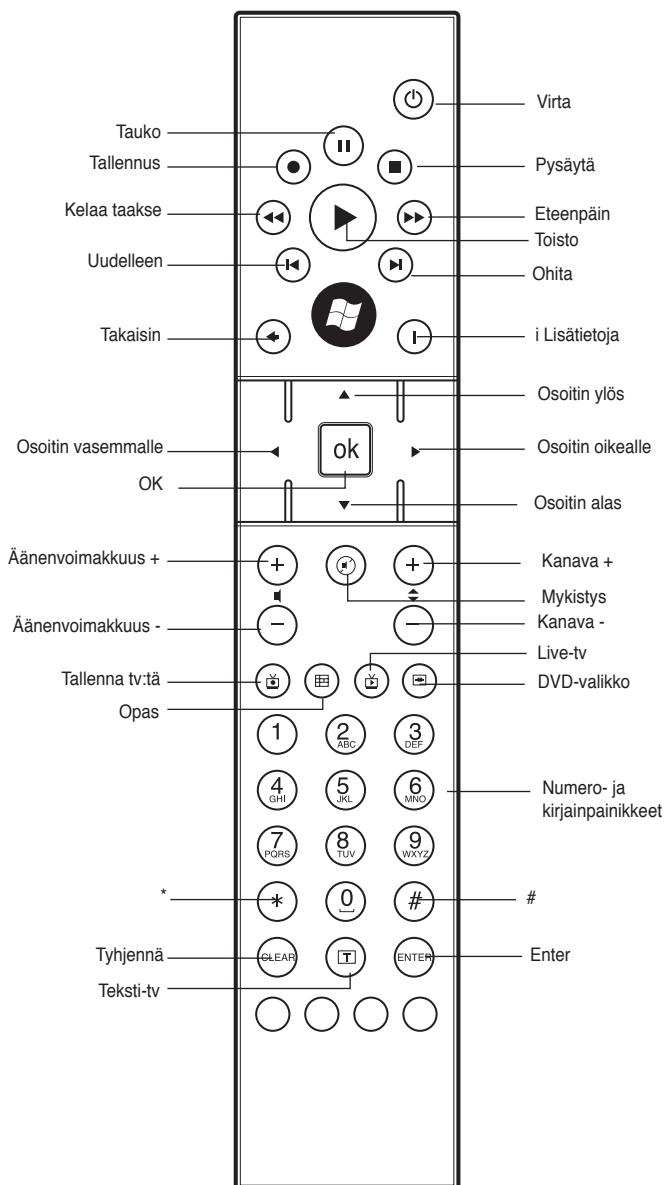 Virta
Tauko
Tallennus
Pysäytä
Kelaa taakse
Eteenpäin
Toisto
Uudelleen
Ohita
Takaisin
i Lisätietoja
Osoitin ylös
Osoitin vasemmalle
ok
Osoitin oikealle
OK
Osoitin alas
Äänenvoimakkuus +
Kanava +
Mykistys
Äänenvoimakkuus -
Kanava -
Live-tv
Tallenna tv:tä
DVD-valikko
Opas
1
2
ABC
3
DEF
4
GHI
5
JKL
6
MNO
Numero- ja
kirjainpainikkeet
7
PQRS
8
TUV
9
WXYZ
*
*
0
#
#
Tyhjennä
CLEAR
T
ENTER
Enter
Teksti-tv